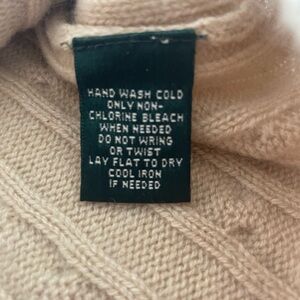 HAND WASH COLD
ONLY NON-
CHLORINE BLEACH
WHEN NEEDED
DO NOT WRING
OR TWIST
LAY FLAT TO DRY
COOL IRON
IF NEEDED